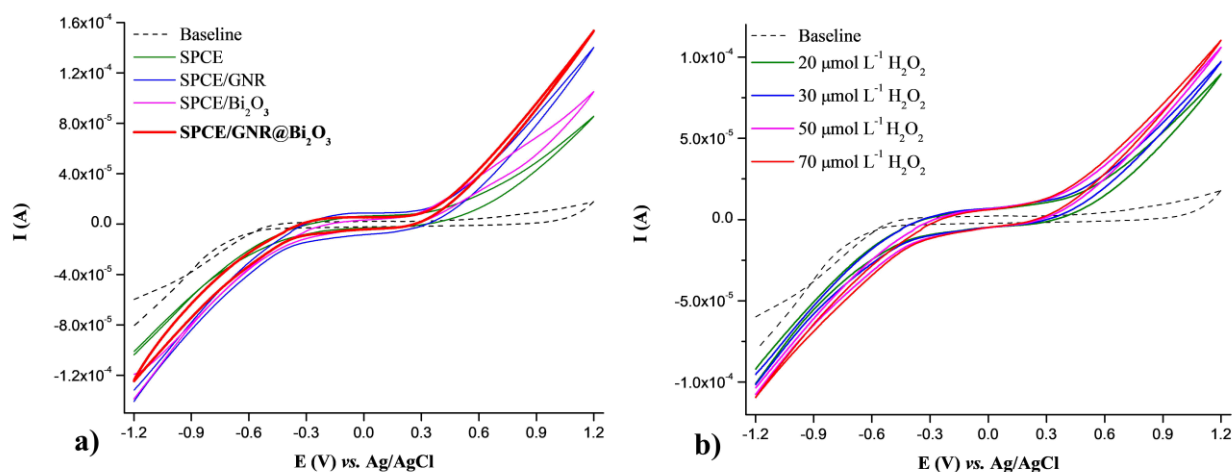 1.6x10⁻⁴
1.2x10⁻⁴
8.0x10⁻⁵
4.0x10⁻⁵
0.0
-4.0x10⁻⁵
-8.0x10⁻⁵
-1.2x10⁻⁴
I (A)
Baseline
SPCE
SPCE/GNR
SPCE/Bi₂O₃
SPCE/GNR@Bi₂O₃
-1.2 -0.9 -0.6 -0.3 0.0 0.3 0.6 0.9 1.2
a)
E (V) vs. Ag/AgCl
1.0x10⁻⁴
5.0x10⁻⁵
0.0
-5.0x10⁻⁵
-1.0x10⁻⁴
I (A)
Baseline
20 μmol L⁻¹ H₂O₂
30 μmol L⁻¹ H₂O₂
50 μmol L⁻¹ H₂O₂
70 μmol L⁻¹ H₂O₂
-1.2 -0.9 -0.6 -0.3 0.0 0.3 0.6 0.9 1.2
b)
E (V) vs. Ag/AgCl